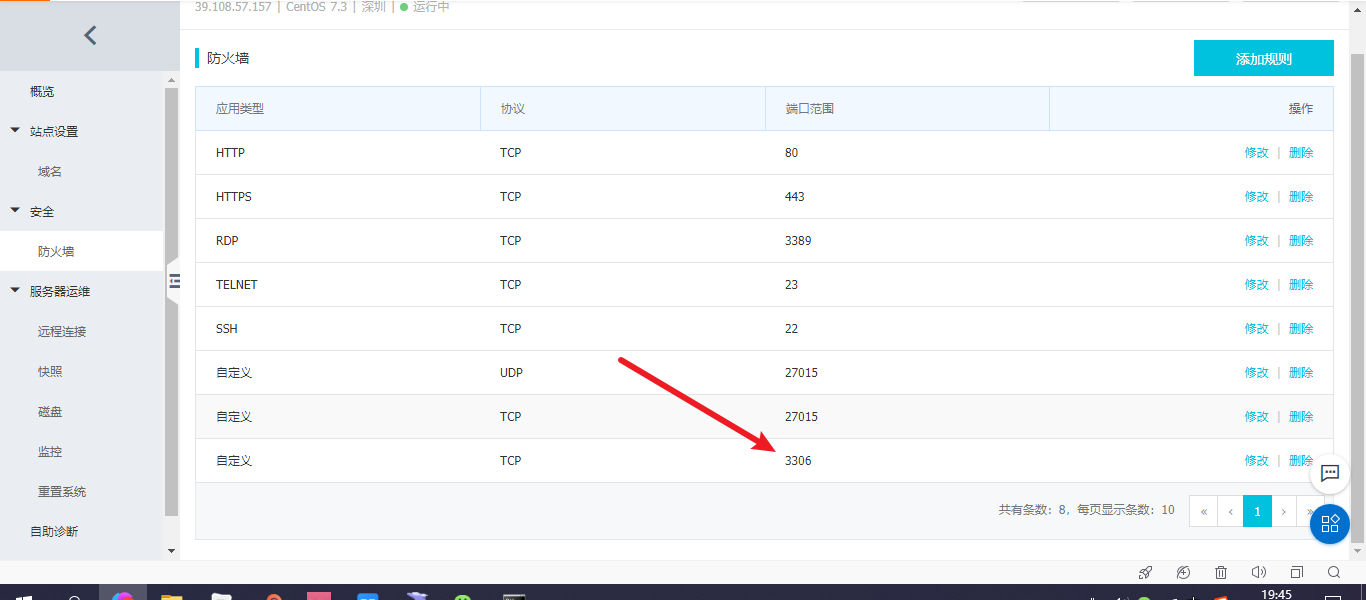 39.108.57.157 | CentOS 7.3 | 深圳 | 运行中
防火墙
添加规则
概览
站点设置
域名
安全
防火墙
服务器运维
远程连接
快照
磁盘
监控
重置系统
自助诊断
应用类型 协议 端口范围 操作
HTTP TCP 80 修改 | 删除
HTTPS TCP 443 修改 | 删除
RDP TCP 3389 修改 | 删除
TELNET TCP 23 修改 | 删除
SSH TCP 22 修改 | 删除
自定义 UDP 27015 修改 | 删除
自定义 TCP 27015 修改 | 删除
自定义 TCP 3306 修改 | 删除
共有条数: 8, 每页显示条数: 10 « ‹ 1 › »
19:45